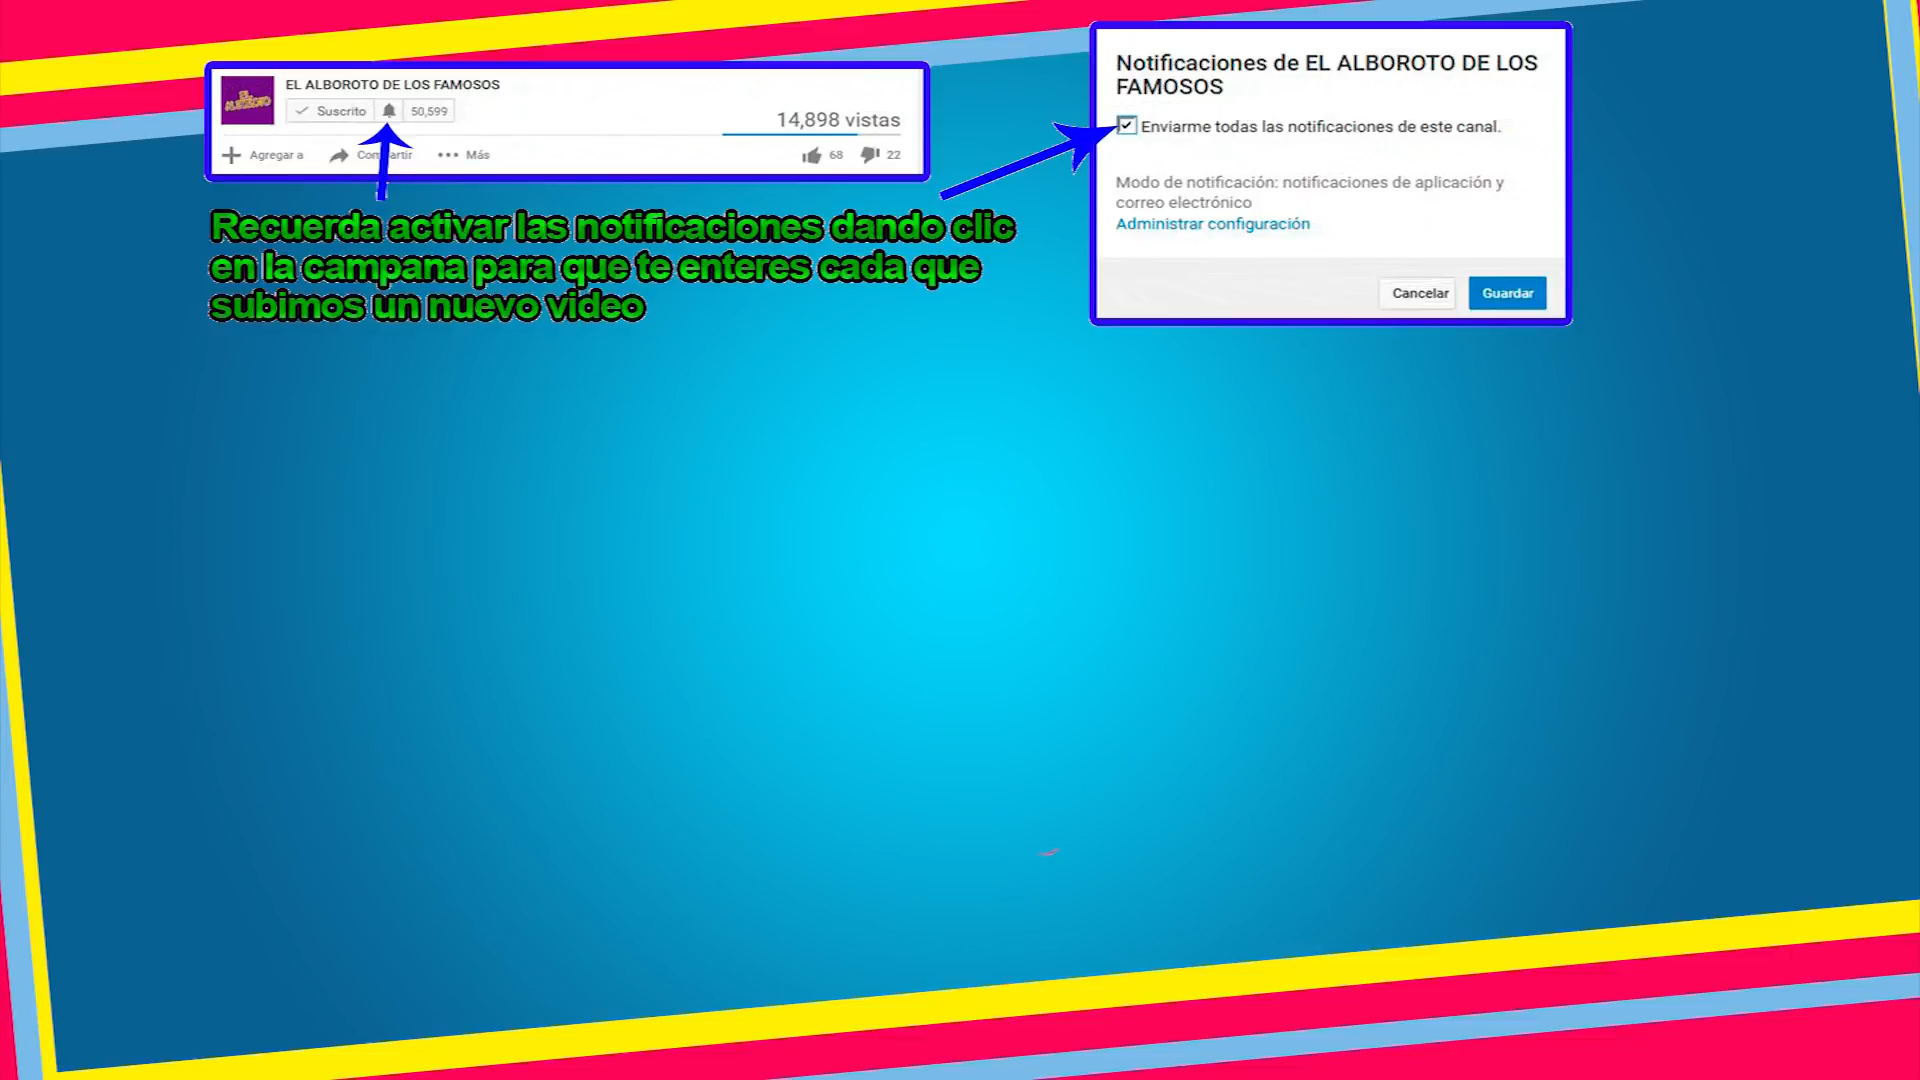 EL ALBOROTO
EL ALBOROTO DE LOS FAMOSOS
Suscrito 50,599
14,898 vistas
Agregar a Compartir Más 68 22
Recuerda activar las notificaciones dando clic
en la campana para que te enteres cada que
subimos un nuevo video
Notificaciones de EL ALBOROTO DE LOS
FAMOSOS
Enviarme todas las notificaciones de este canal.
Modo de notificación: notificaciones de aplicación y
correo electrónico
Administrar configuración
Cancelar Guardar